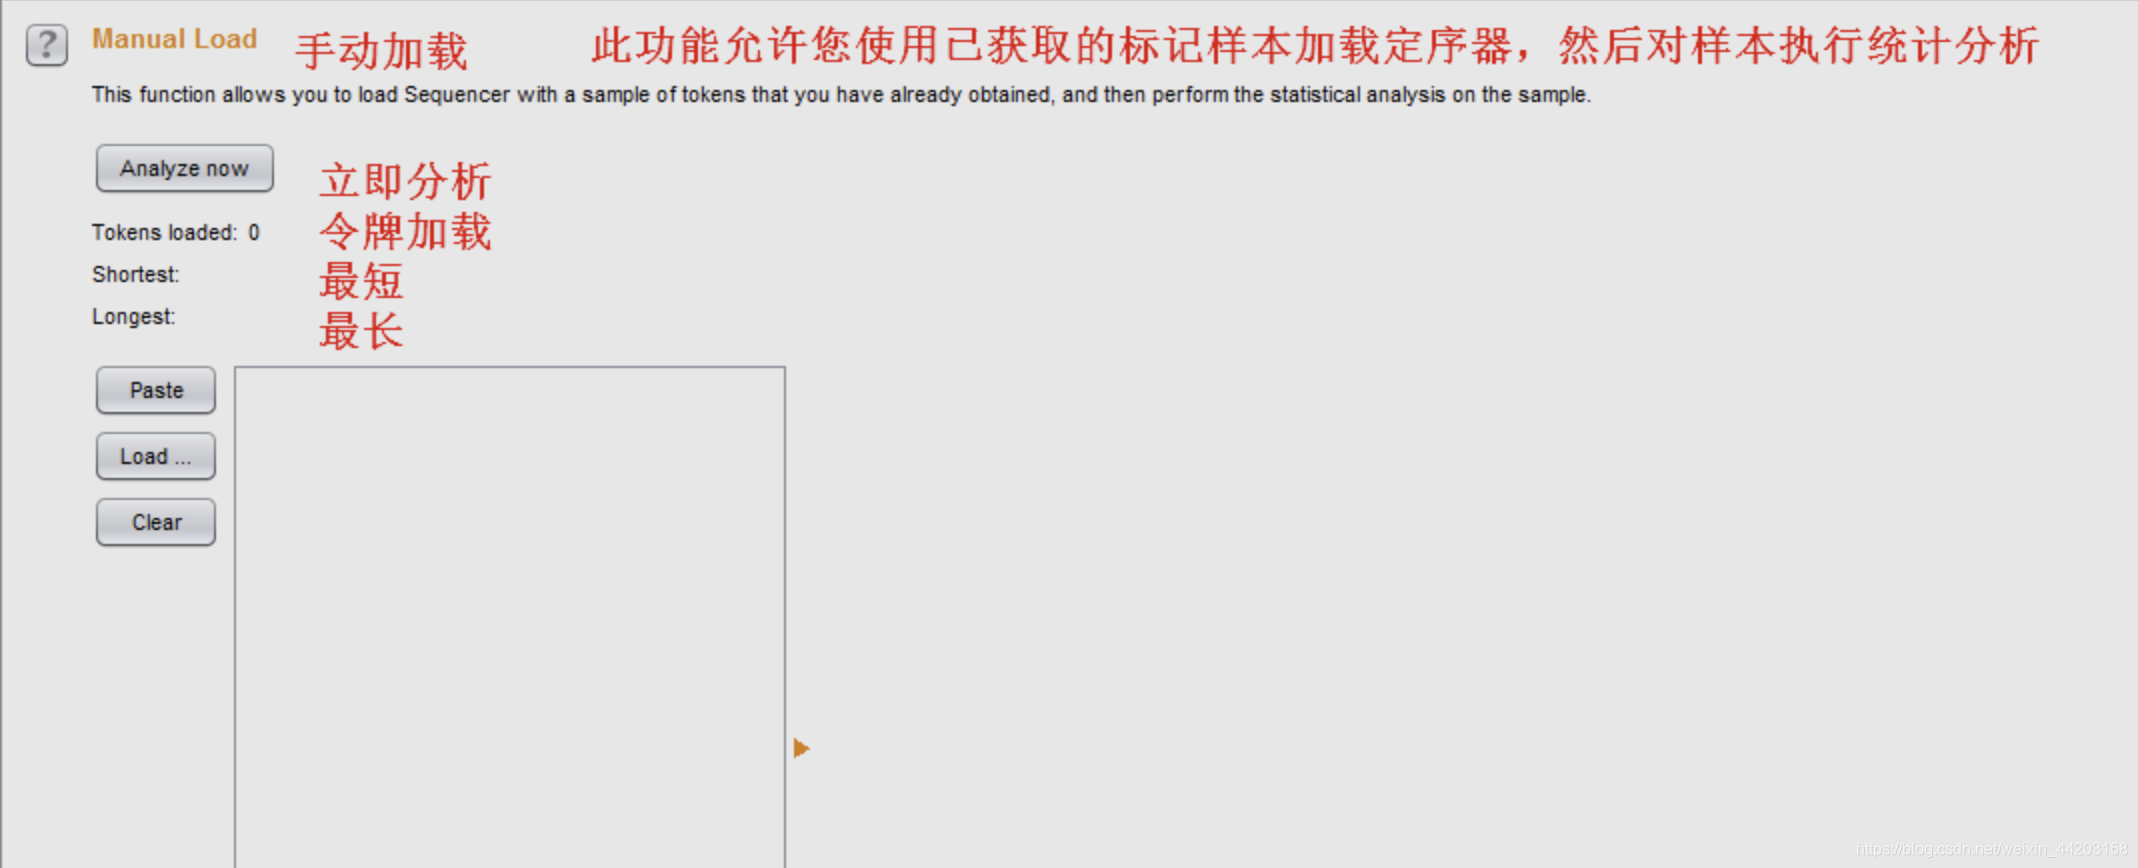 ?
Manual Load 手动加载 此功能允许您使用已获取的标记样本加载定序器，然后对样本执行统计分析
This function allows you to load Sequencer with a sample of tokens that you have already obtained, and then perform the statistical analysis on the sample.
Analyze now 立即分析
Tokens loaded: 0 令牌加载
Shortest: 最短
Longest: 最长
Paste
Load ...
Clear
https://blog.csdn.net/weixin_44203158